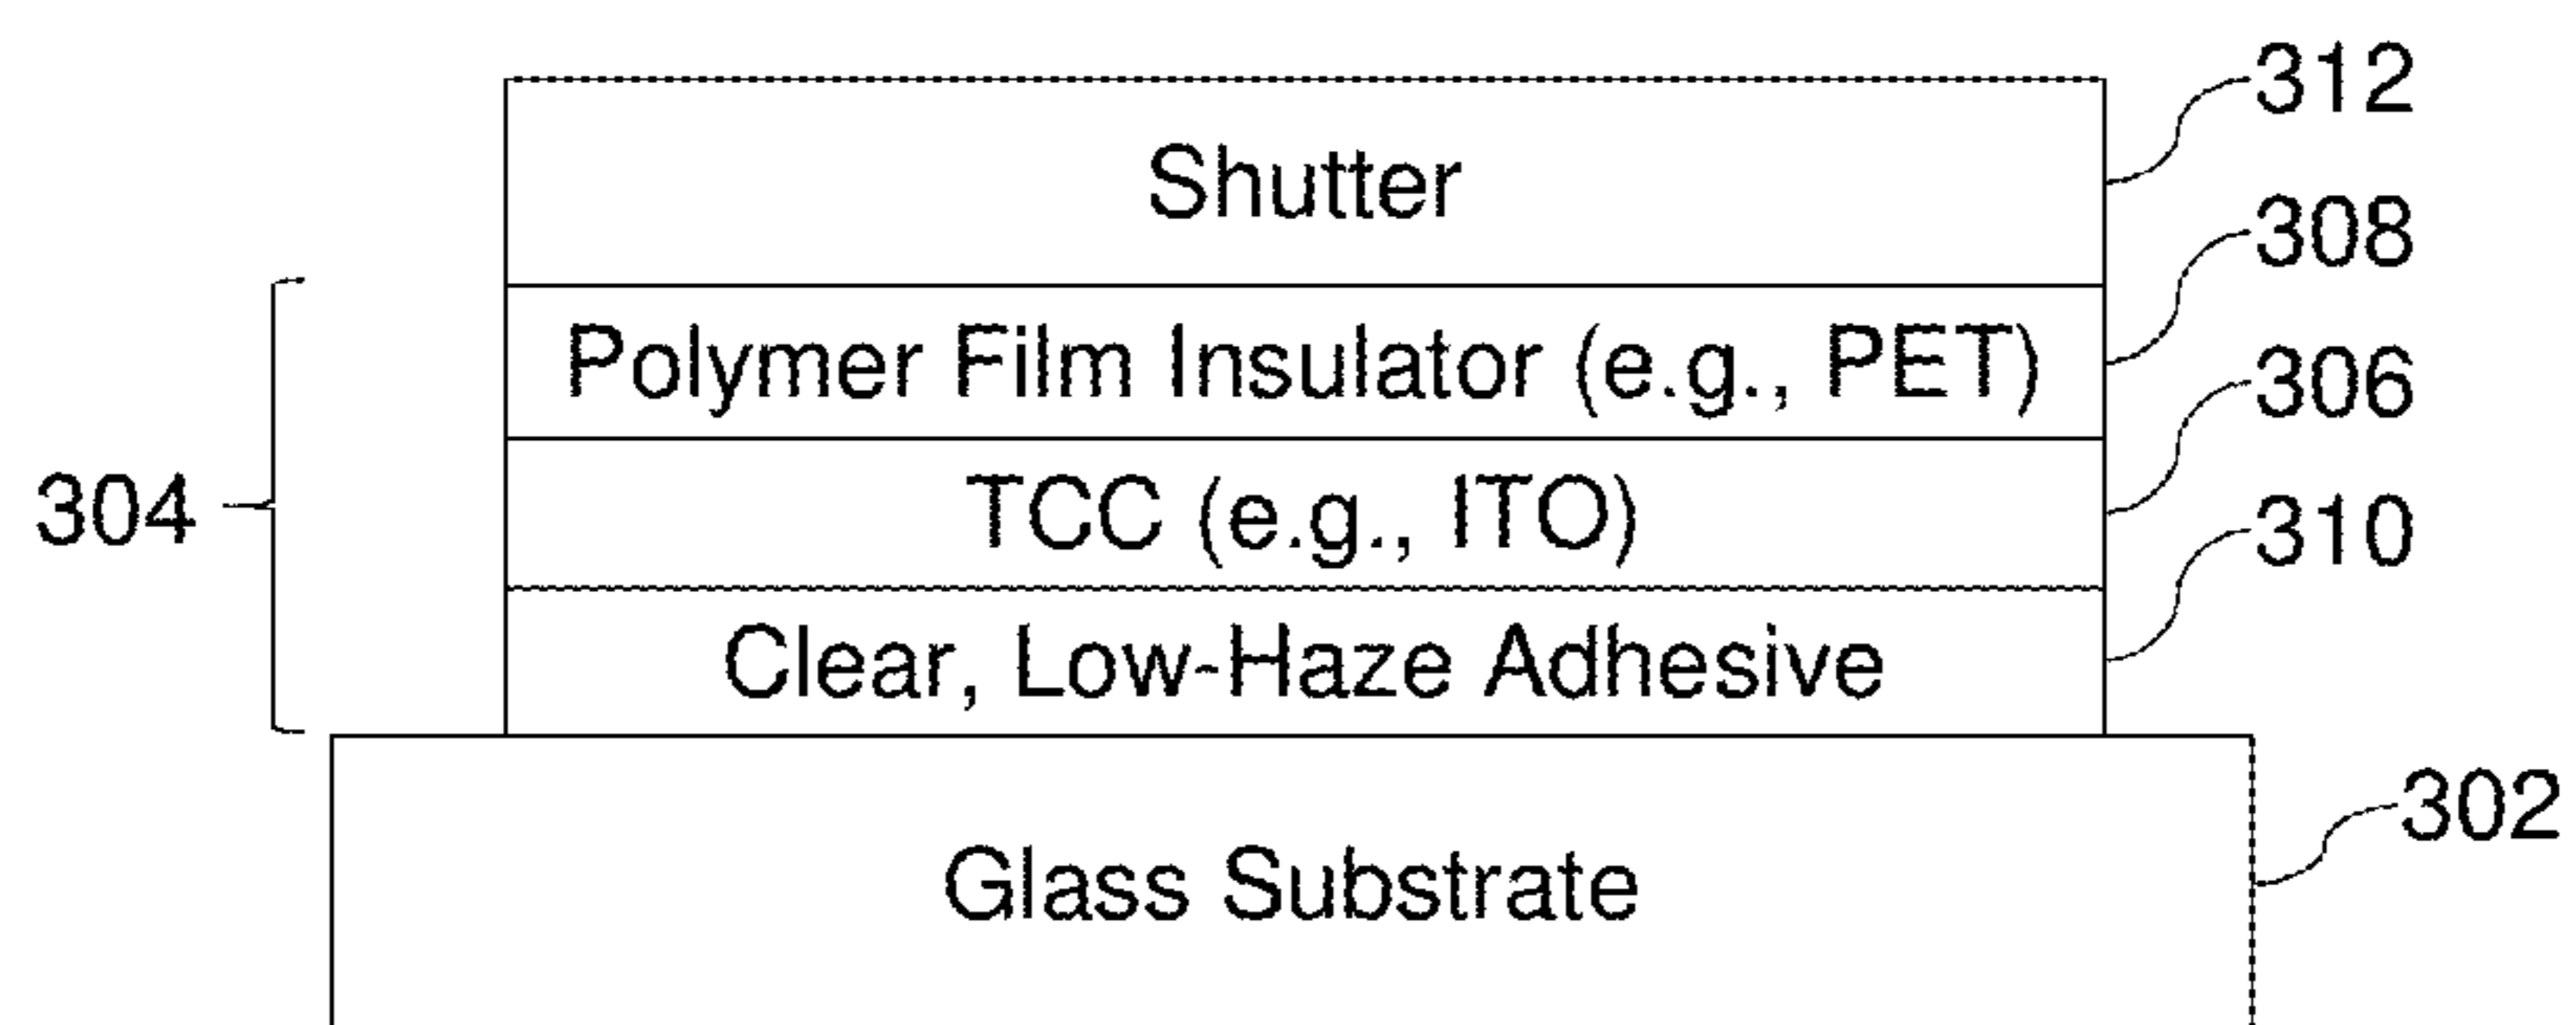 312
Shutter
308
Polymer Film Insulator (e.g., PET)
306
304
TCC (e.g., ITO)
310
Clear, Low-Haze Adhesive
302
Glass Substrate